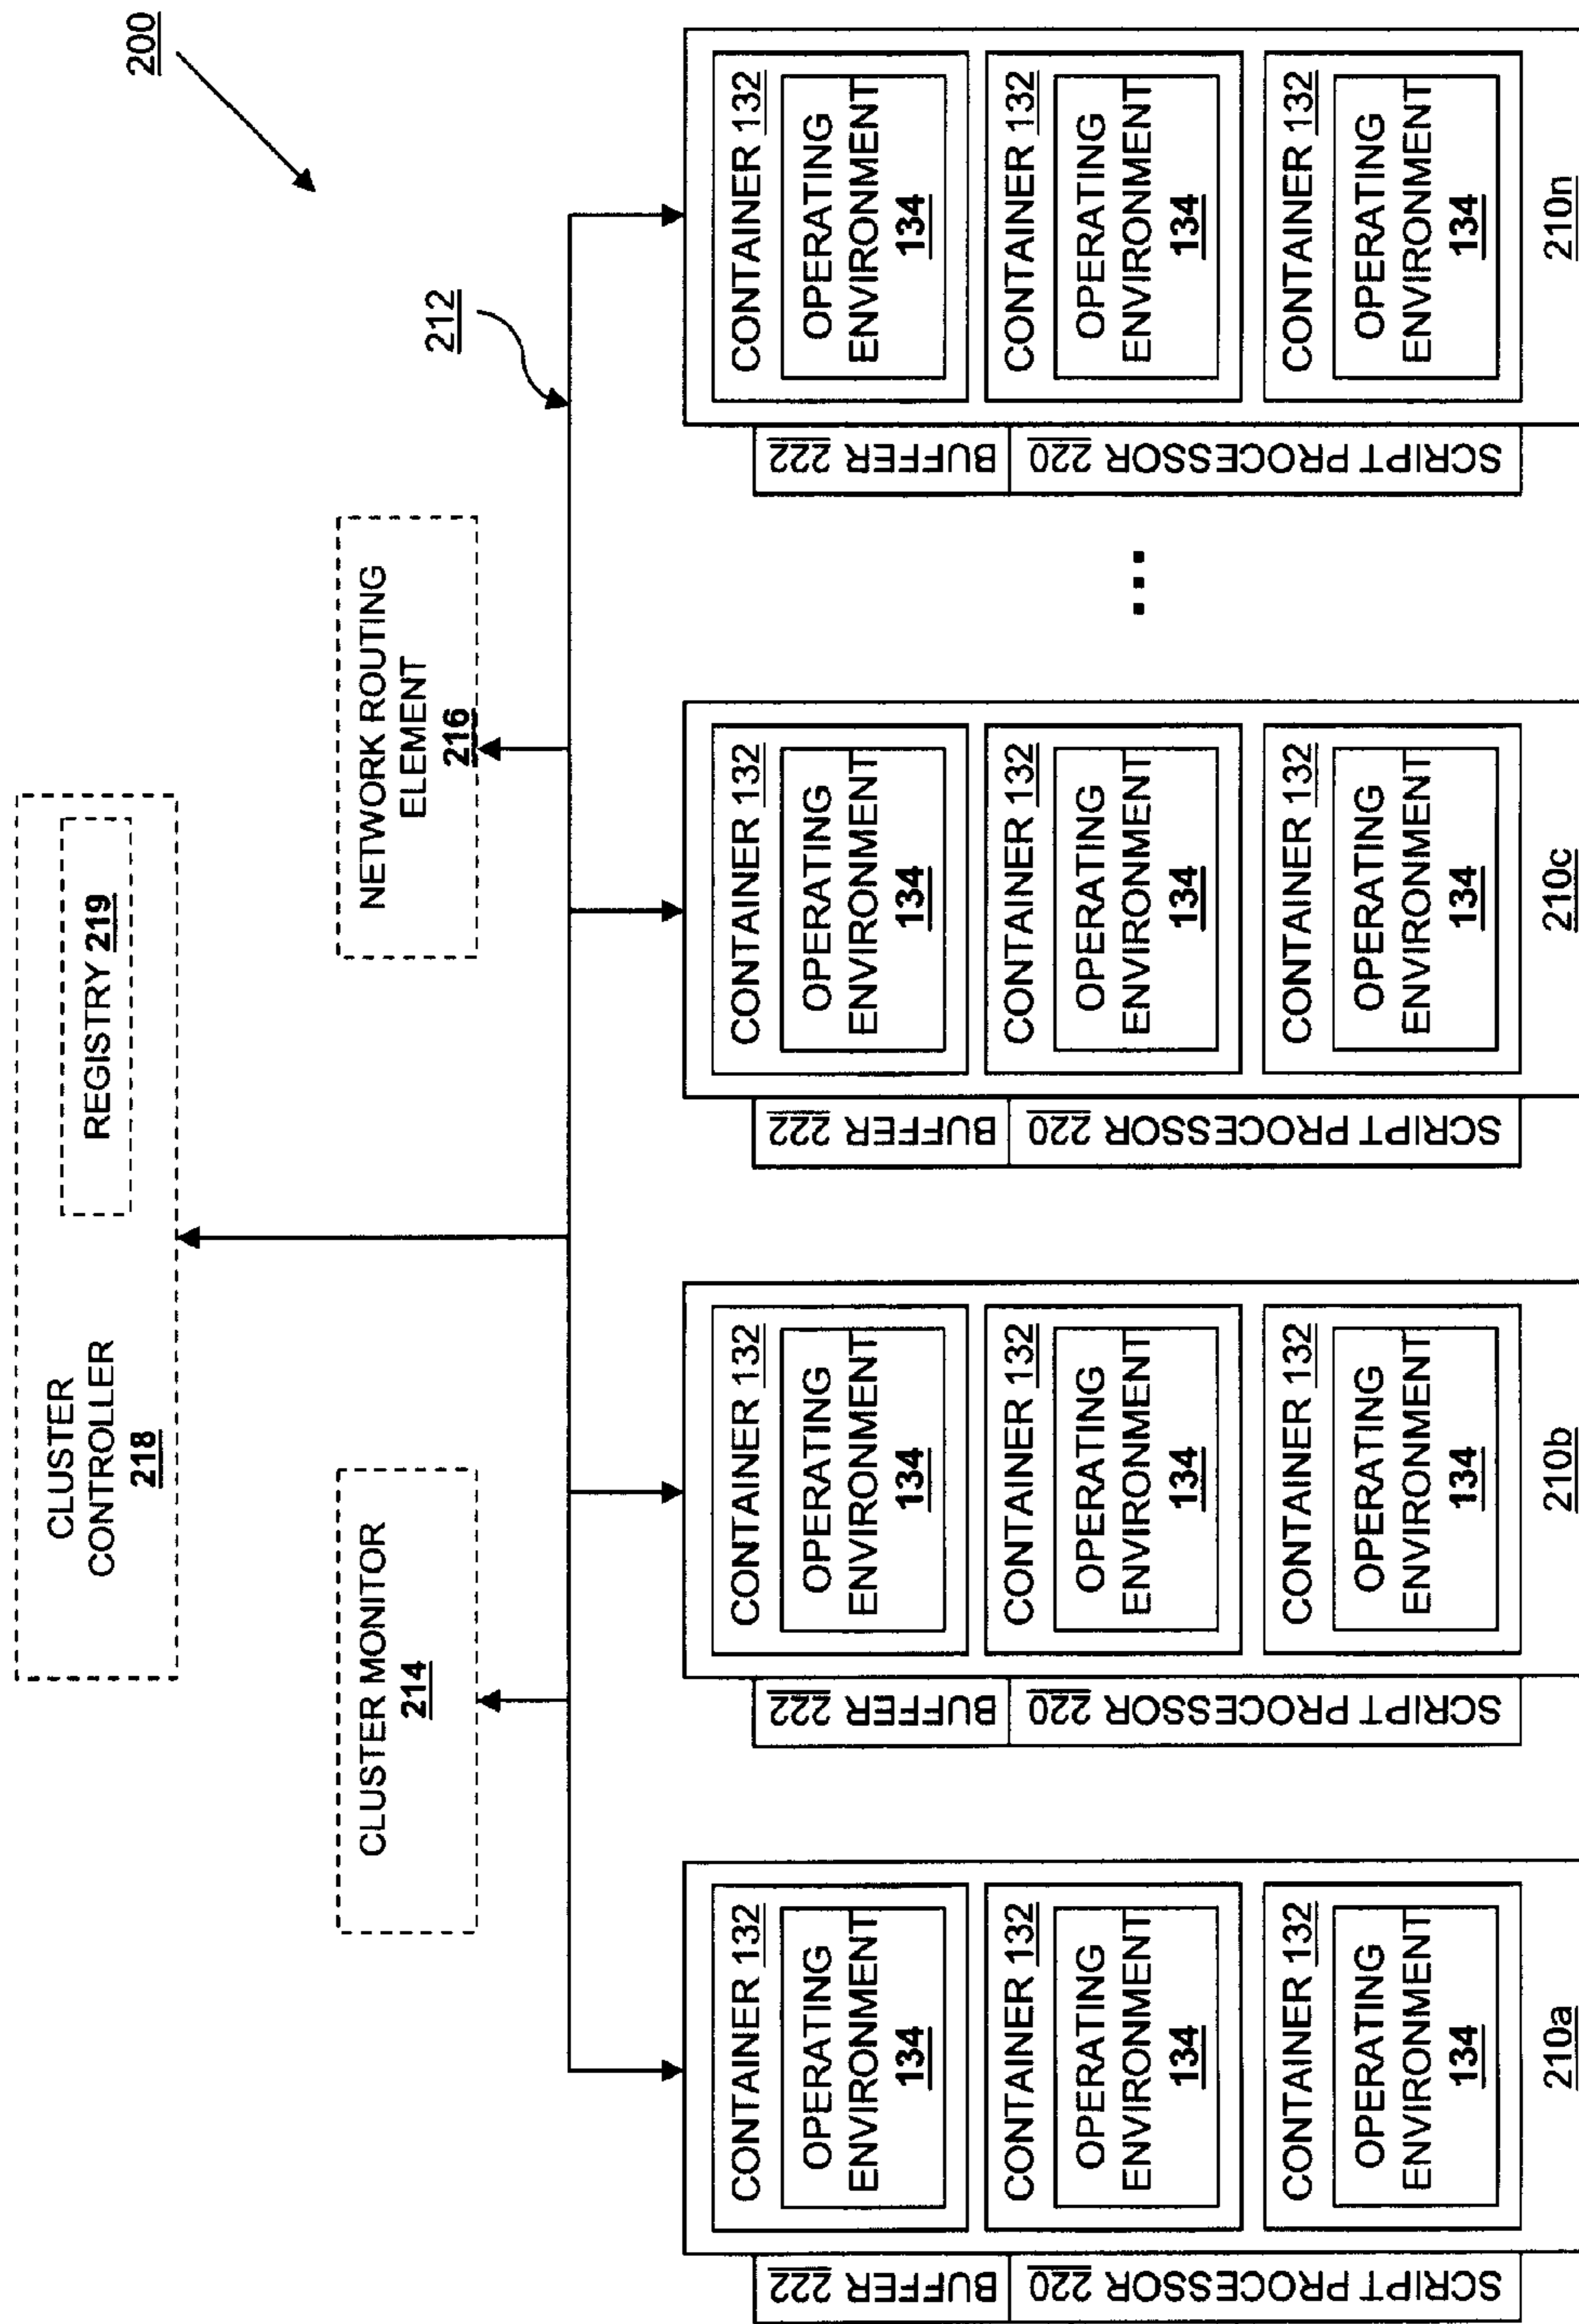 200
CLUSTER
CONTROLLER
218
REGISTRY 219
CLUSTER MONITOR
214
NETWORK ROUTING
ELEMENT
216
212
SCRIPT PROCESSOR 220
BUFFER 222
CONTAINER 132
OPERATING
ENVIRONMENT
134
CONTAINER 132
OPERATING
ENVIRONMENT
134
CONTAINER 132
OPERATING
ENVIRONMENT
134
210a
SCRIPT PROCESSOR 220
BUFFER 222
CONTAINER 132
OPERATING
ENVIRONMENT
134
CONTAINER 132
OPERATING
ENVIRONMENT
134
CONTAINER 132
OPERATING
ENVIRONMENT
134
210b
SCRIPT PROCESSOR 220
BUFFER 222
CONTAINER 132
OPERATING
ENVIRONMENT
134
CONTAINER 132
OPERATING
ENVIRONMENT
134
CONTAINER 132
OPERATING
ENVIRONMENT
134
210c
...
SCRIPT PROCESSOR 220
BUFFER 222
CONTAINER 132
OPERATING
ENVIRONMENT
134
CONTAINER 132
OPERATING
ENVIRONMENT
134
CONTAINER 132
OPERATING
ENVIRONMENT
134
210n